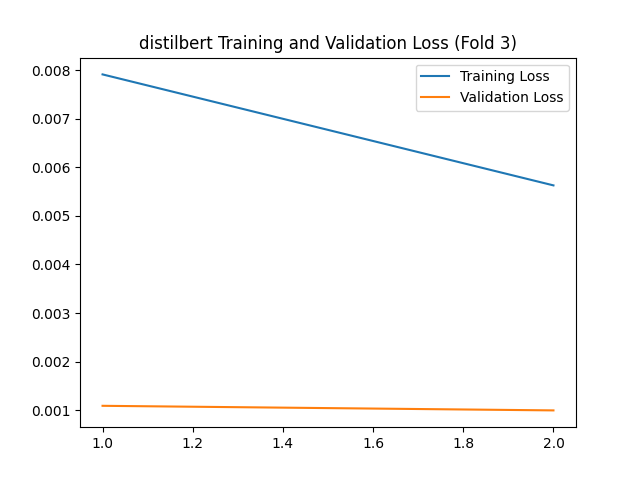 distilbert Training and Validation Loss (Fold 3)
Training Loss
Validation Loss
0.008
0.007
0.006
0.005
0.004
0.003
0.002
0.001
1.0 1.2 1.4 1.6 1.8 2.0